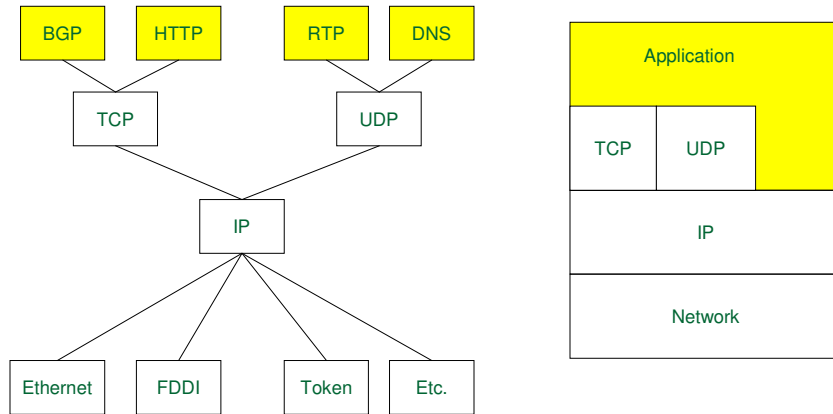 BGP HTTP RTP DNS
TCP UDP
IP
Ethernet FDDI Token Etc.
Application
TCP UDP
IP
Network